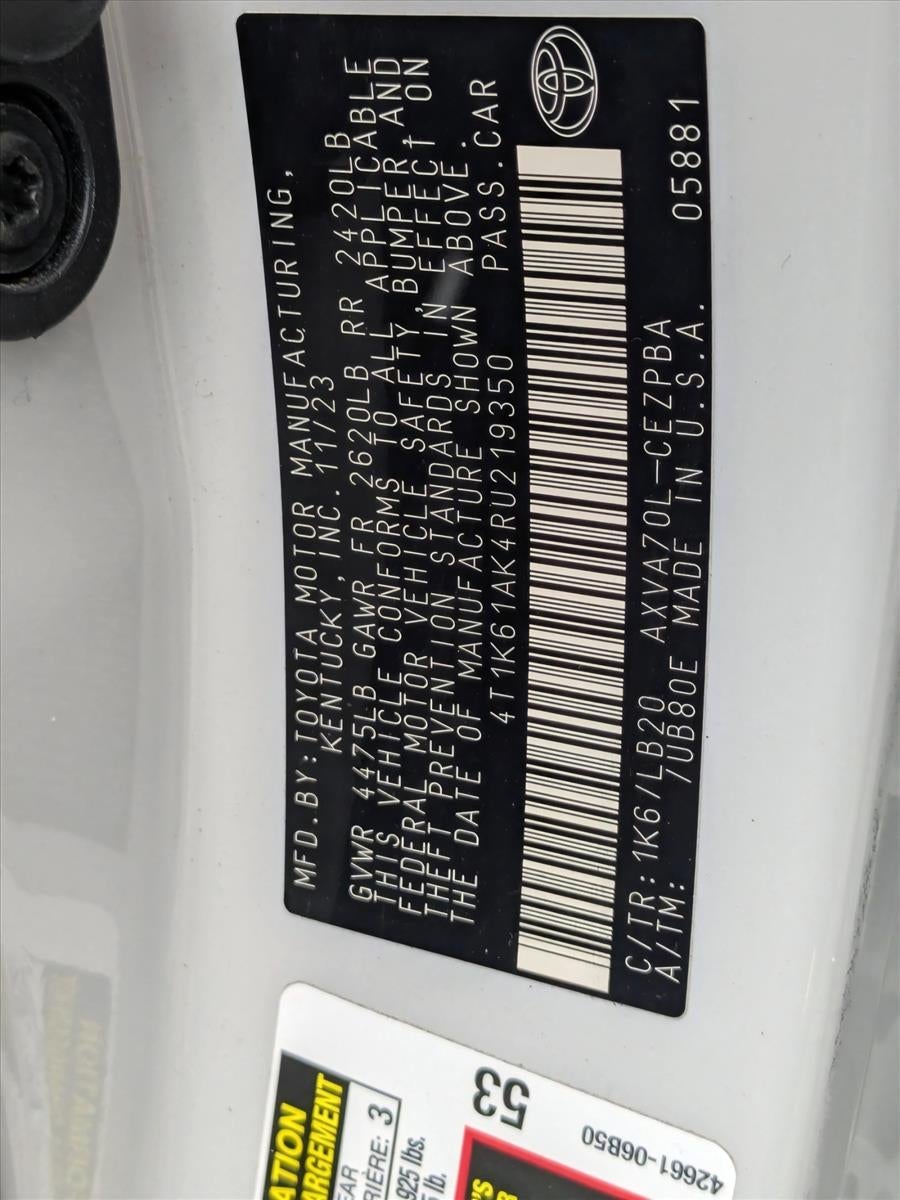 MFD.BY:TOYOTA MOTOR MANUFACTURING,
KENTUCKY, INC. 11/23
GVWR 4475LB GAWR FR 2620LB RR 2420LB
THIS VEHICLE CONFORMS TO ALL APPLICABLE
FEDERAL MOTOR VEHICLE SAFETY, BUMPER, AND
THEFT PREVENTION STANDARDS IN EFFECT ON
THE DATE OF MANUFACTURE SHOWN ABOVE.
4T1K61AK4RU219350 PASS.CAR
C/TR:1K6/LB20 AXVA70L-CEZPBA 05881
A/TM: /UB80E MADE IN U.S.A.
3
53
42661-06B50